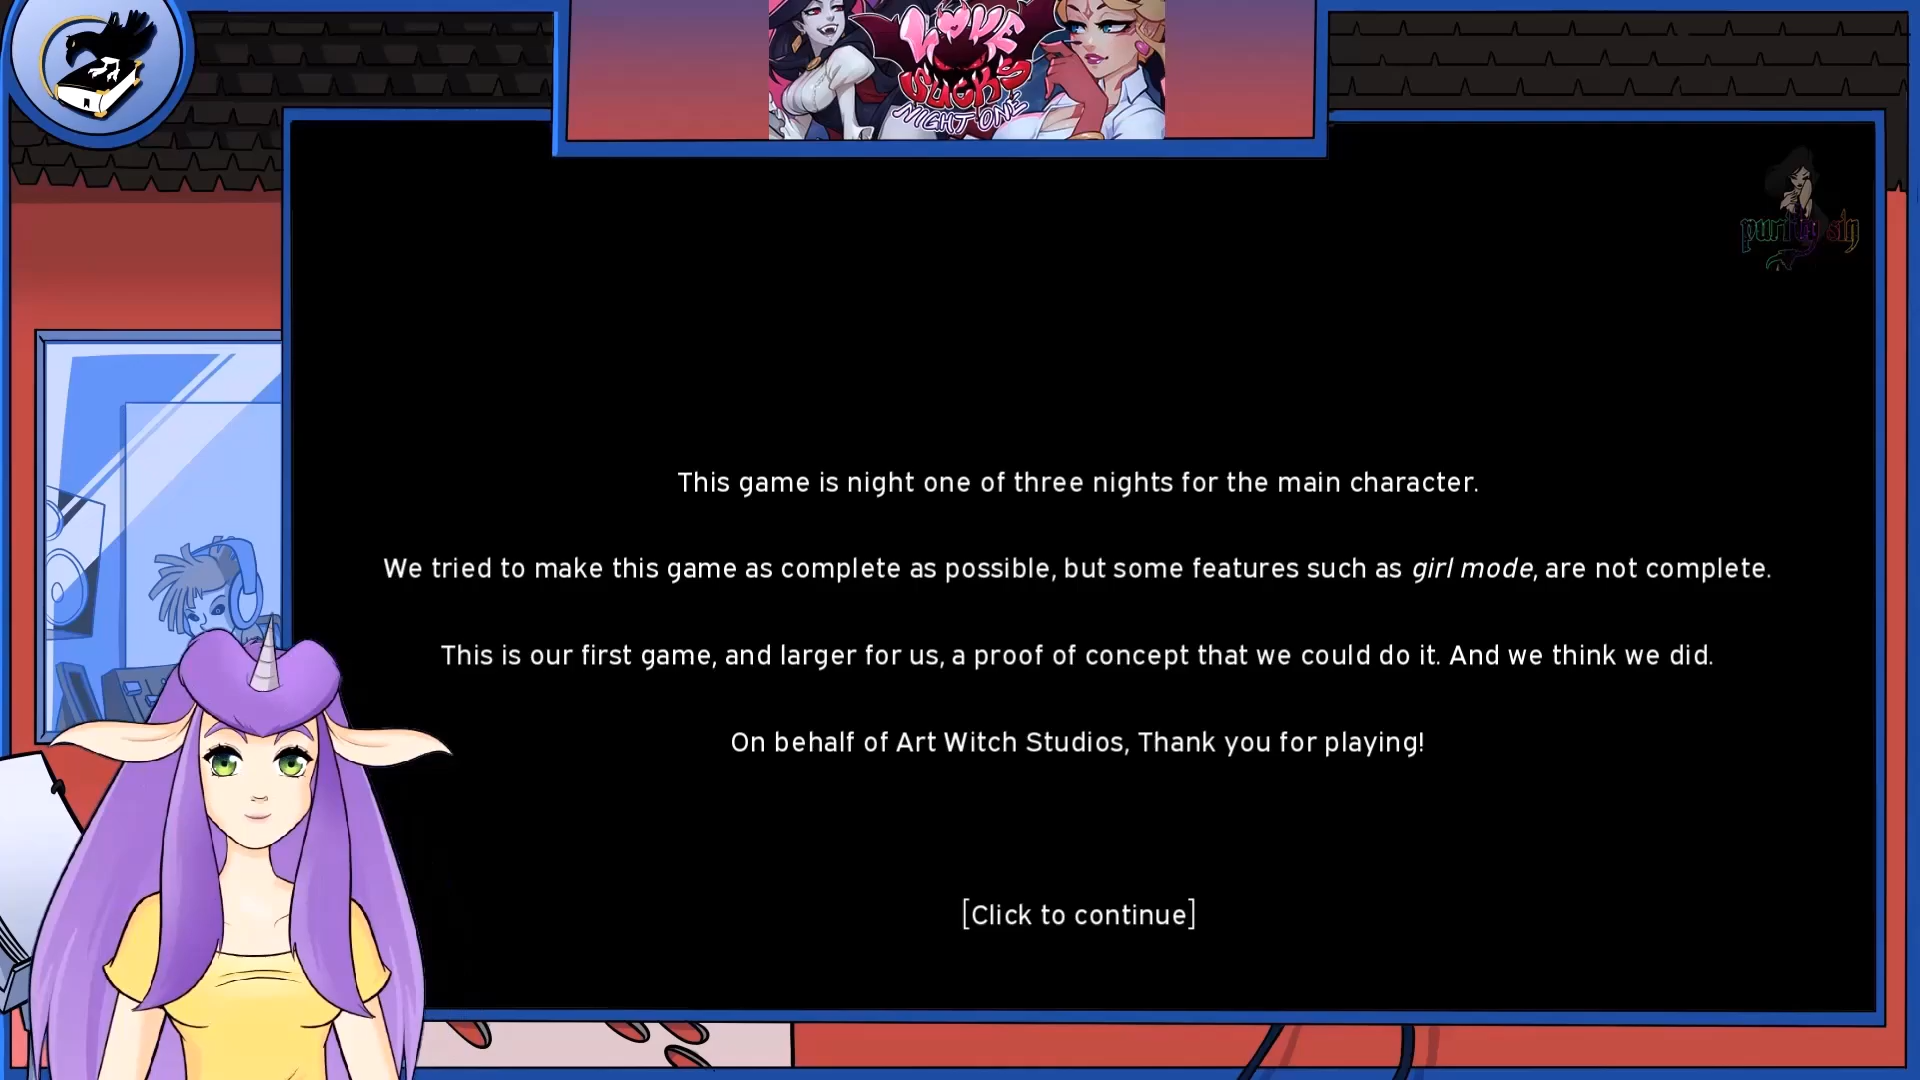 LOVE
SUCKS
NIGHT ONE
purity sin
This game is night one of three nights for the main character.
We tried to make this game as complete as possible, but some features such as girl mode, are not complete.
This is our first game, and larger for us, a proof of concept that we could do it. And we think we did.
On behalf of Art Witch Studios, Thank you for playing!
[Click to continue]